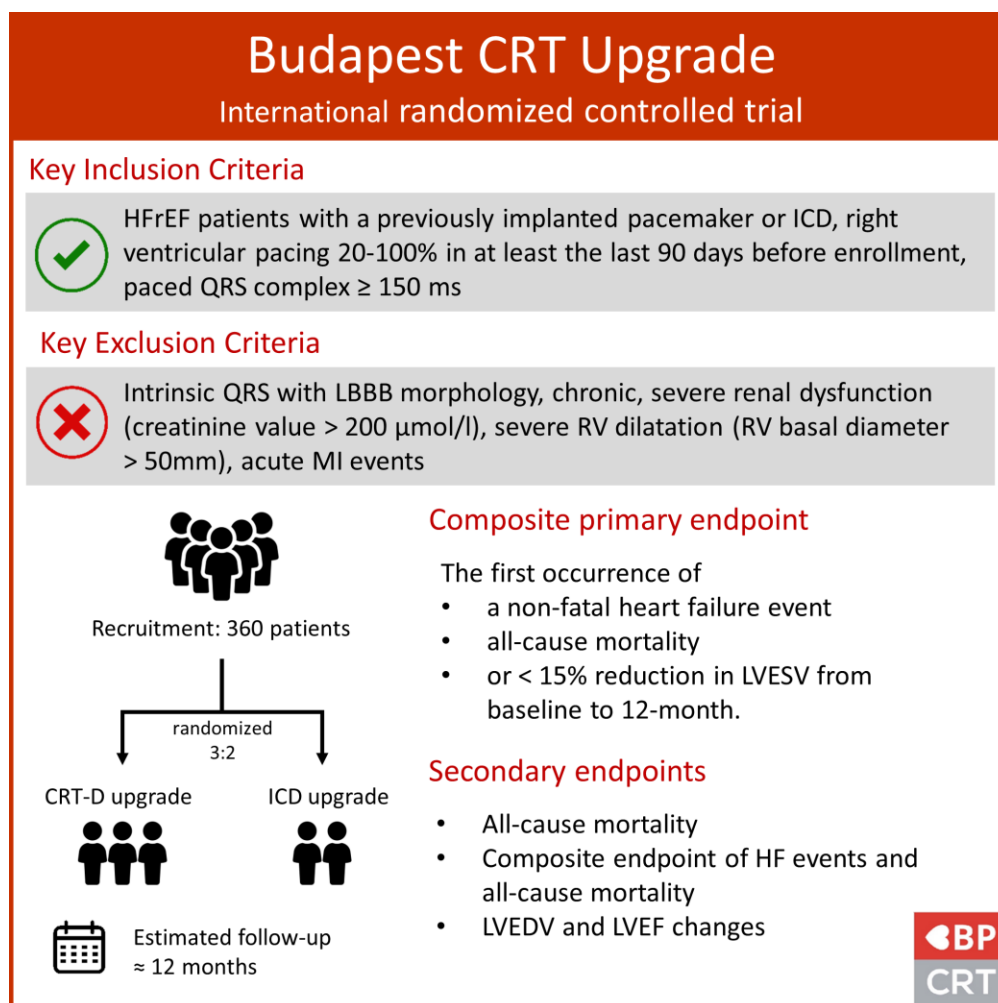 Budapest CRT Upgrade
International randomized controlled trial
Key Inclusion Criteria
HFrEF patients with a previously implanted pacemaker or ICD, right
ventricular pacing 20-100% in at least the last 90 days before enrollment,
paced QRS complex ≥ 150 ms
Key Exclusion Criteria
Intrinsic QRS with LBBB morphology, chronic, severe renal dysfunction
(creatinine value > 200 μmol/l), severe RV dilatation (RV basal diameter
> 50mm), acute MI events
Recruitment: 360 patients
randomized
3:2
CRT-D upgrade
ICD upgrade
Estimated follow-up
≈ 12 months
Composite primary endpoint
The first occurrence of
• a non-fatal heart failure event
• all-cause mortality
• or < 15% reduction in LVESV from
baseline to 12-month.
Secondary endpoints
• All-cause mortality
• Composite endpoint of HF events and
all-cause mortality
• LVEDV and LVEF changes
BP
CRT